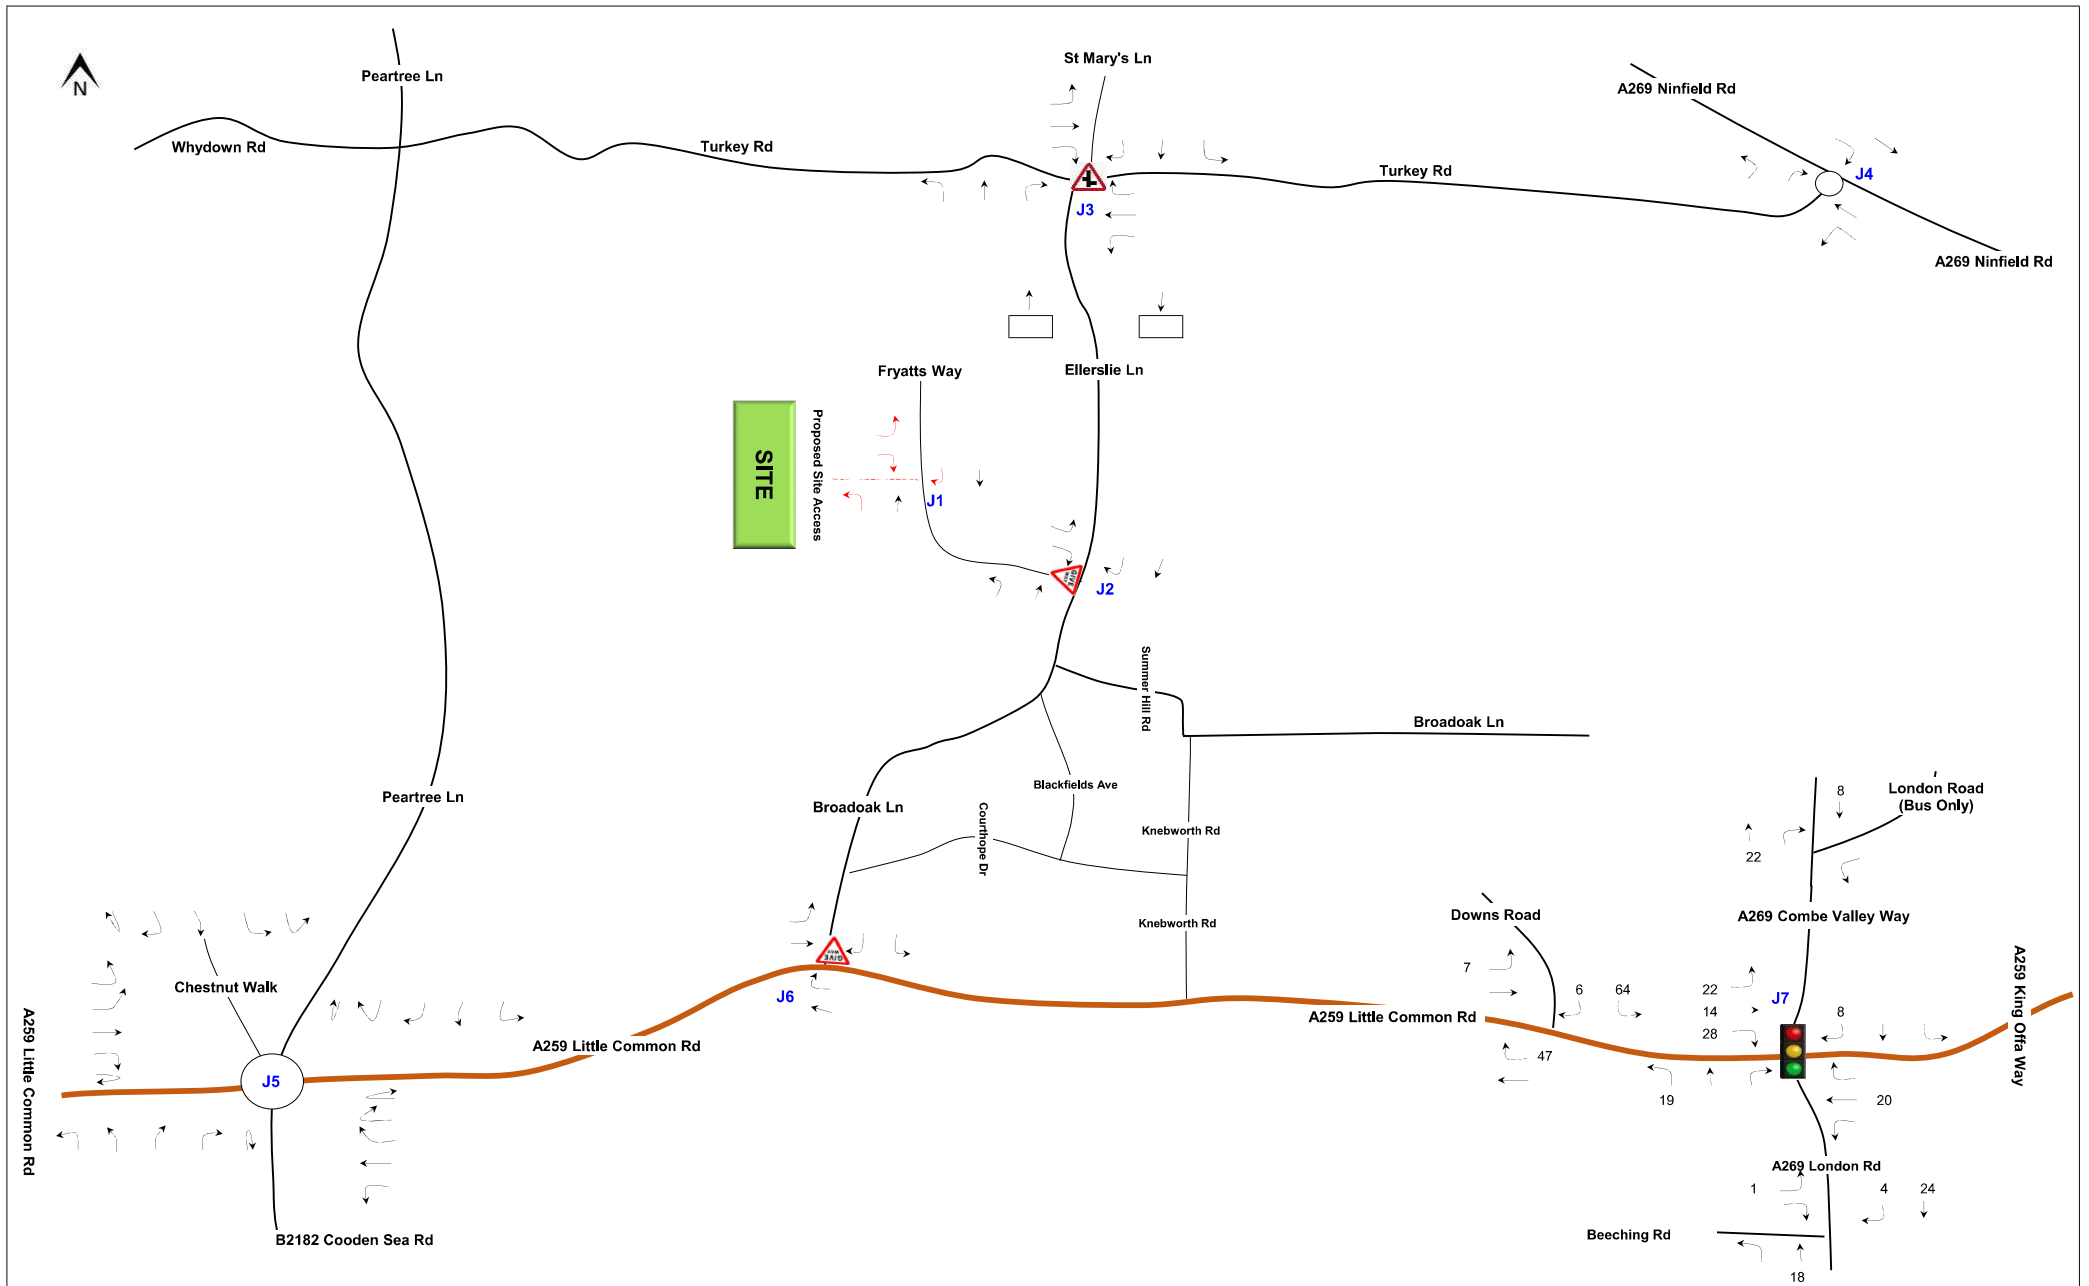 St Mary's Ln
Peartree Ln
A269 Ninfield Rd
N
Whydown Rd
Turkey Rd
Turkey Rd
J4
J3
A269 Ninfield Rd
Fryatts Way
Ellerslie Ln
SITE
Proposed Site Access
J1
J2
GIVE
WAY
Summer Hill Rd
Broadoak Ln
Blackfields Ave
Peartree Ln
Broadoak Ln
Courthope Dr
Knebworth Rd
8
London Road
(Bus Only)
22
Knebworth Rd
Downs Road
A269 Combe Valley Way
7
Chestnut Walk
6
64
22
J7
J6
GIVE
WAY
14
8
28
A259 Little Common Rd
A259 King Offa Way
A259 Little Common Rd
A259 Little Common Rd
47
J5
19
20
A269 London Rd
1
4
24
B2182 Cooden Sea Rd
Beeching Rd
18